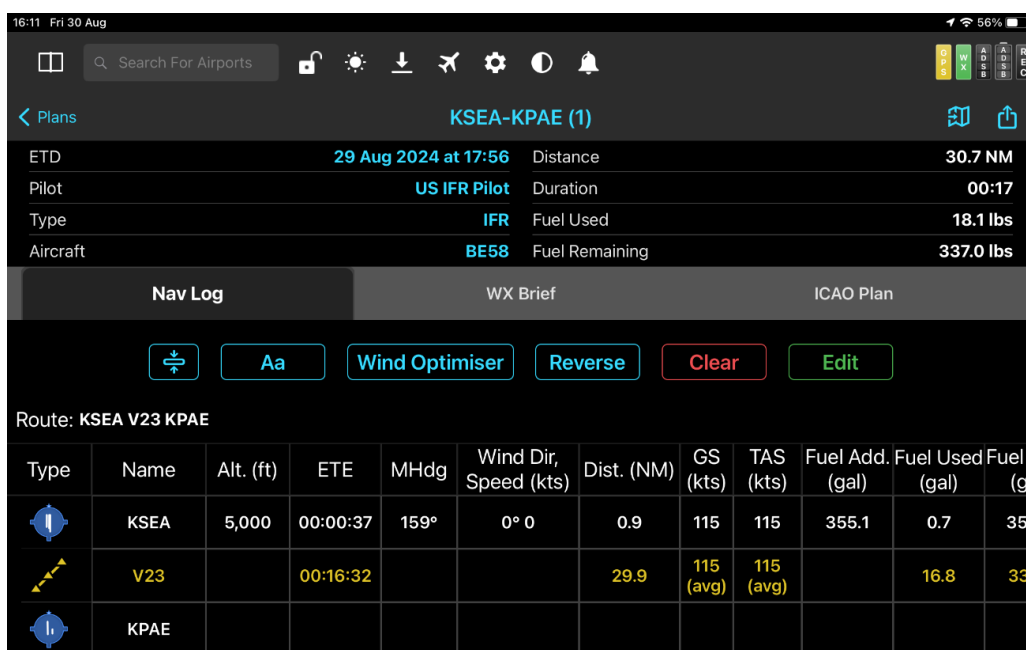 16:11 Fri 30 Aug 56%
Search For Airports OPS WX ADSB ADSB REC
Plans KSEA-KPAE (1)
ETD 29 Aug 2024 at 17:56 Distance 30.7 NM
Pilot US IFR Pilot Duration 00:17
Type IFR Fuel Used 18.1 lbs
Aircraft BE58 Fuel Remaining 337.0 lbs
Nav Log WX Brief ICAO Plan
Aa Wind Optimiser Reverse Clear Edit
Route: KSEA V23 KPAE
Type Name Alt. (ft) ETE MHdg Wind Dir, Speed (kts) Dist. (NM) GS (kts) TAS (kts) Fuel Add. (gal) Fuel Used (gal) Fuel (g
KSEA 5,000 00:00:37 159° 0° 0 0.9 115 115 355.1 0.7 35
V23 00:16:32 29.9 115 (avg) 115 (avg) 16.8 33
KPAE